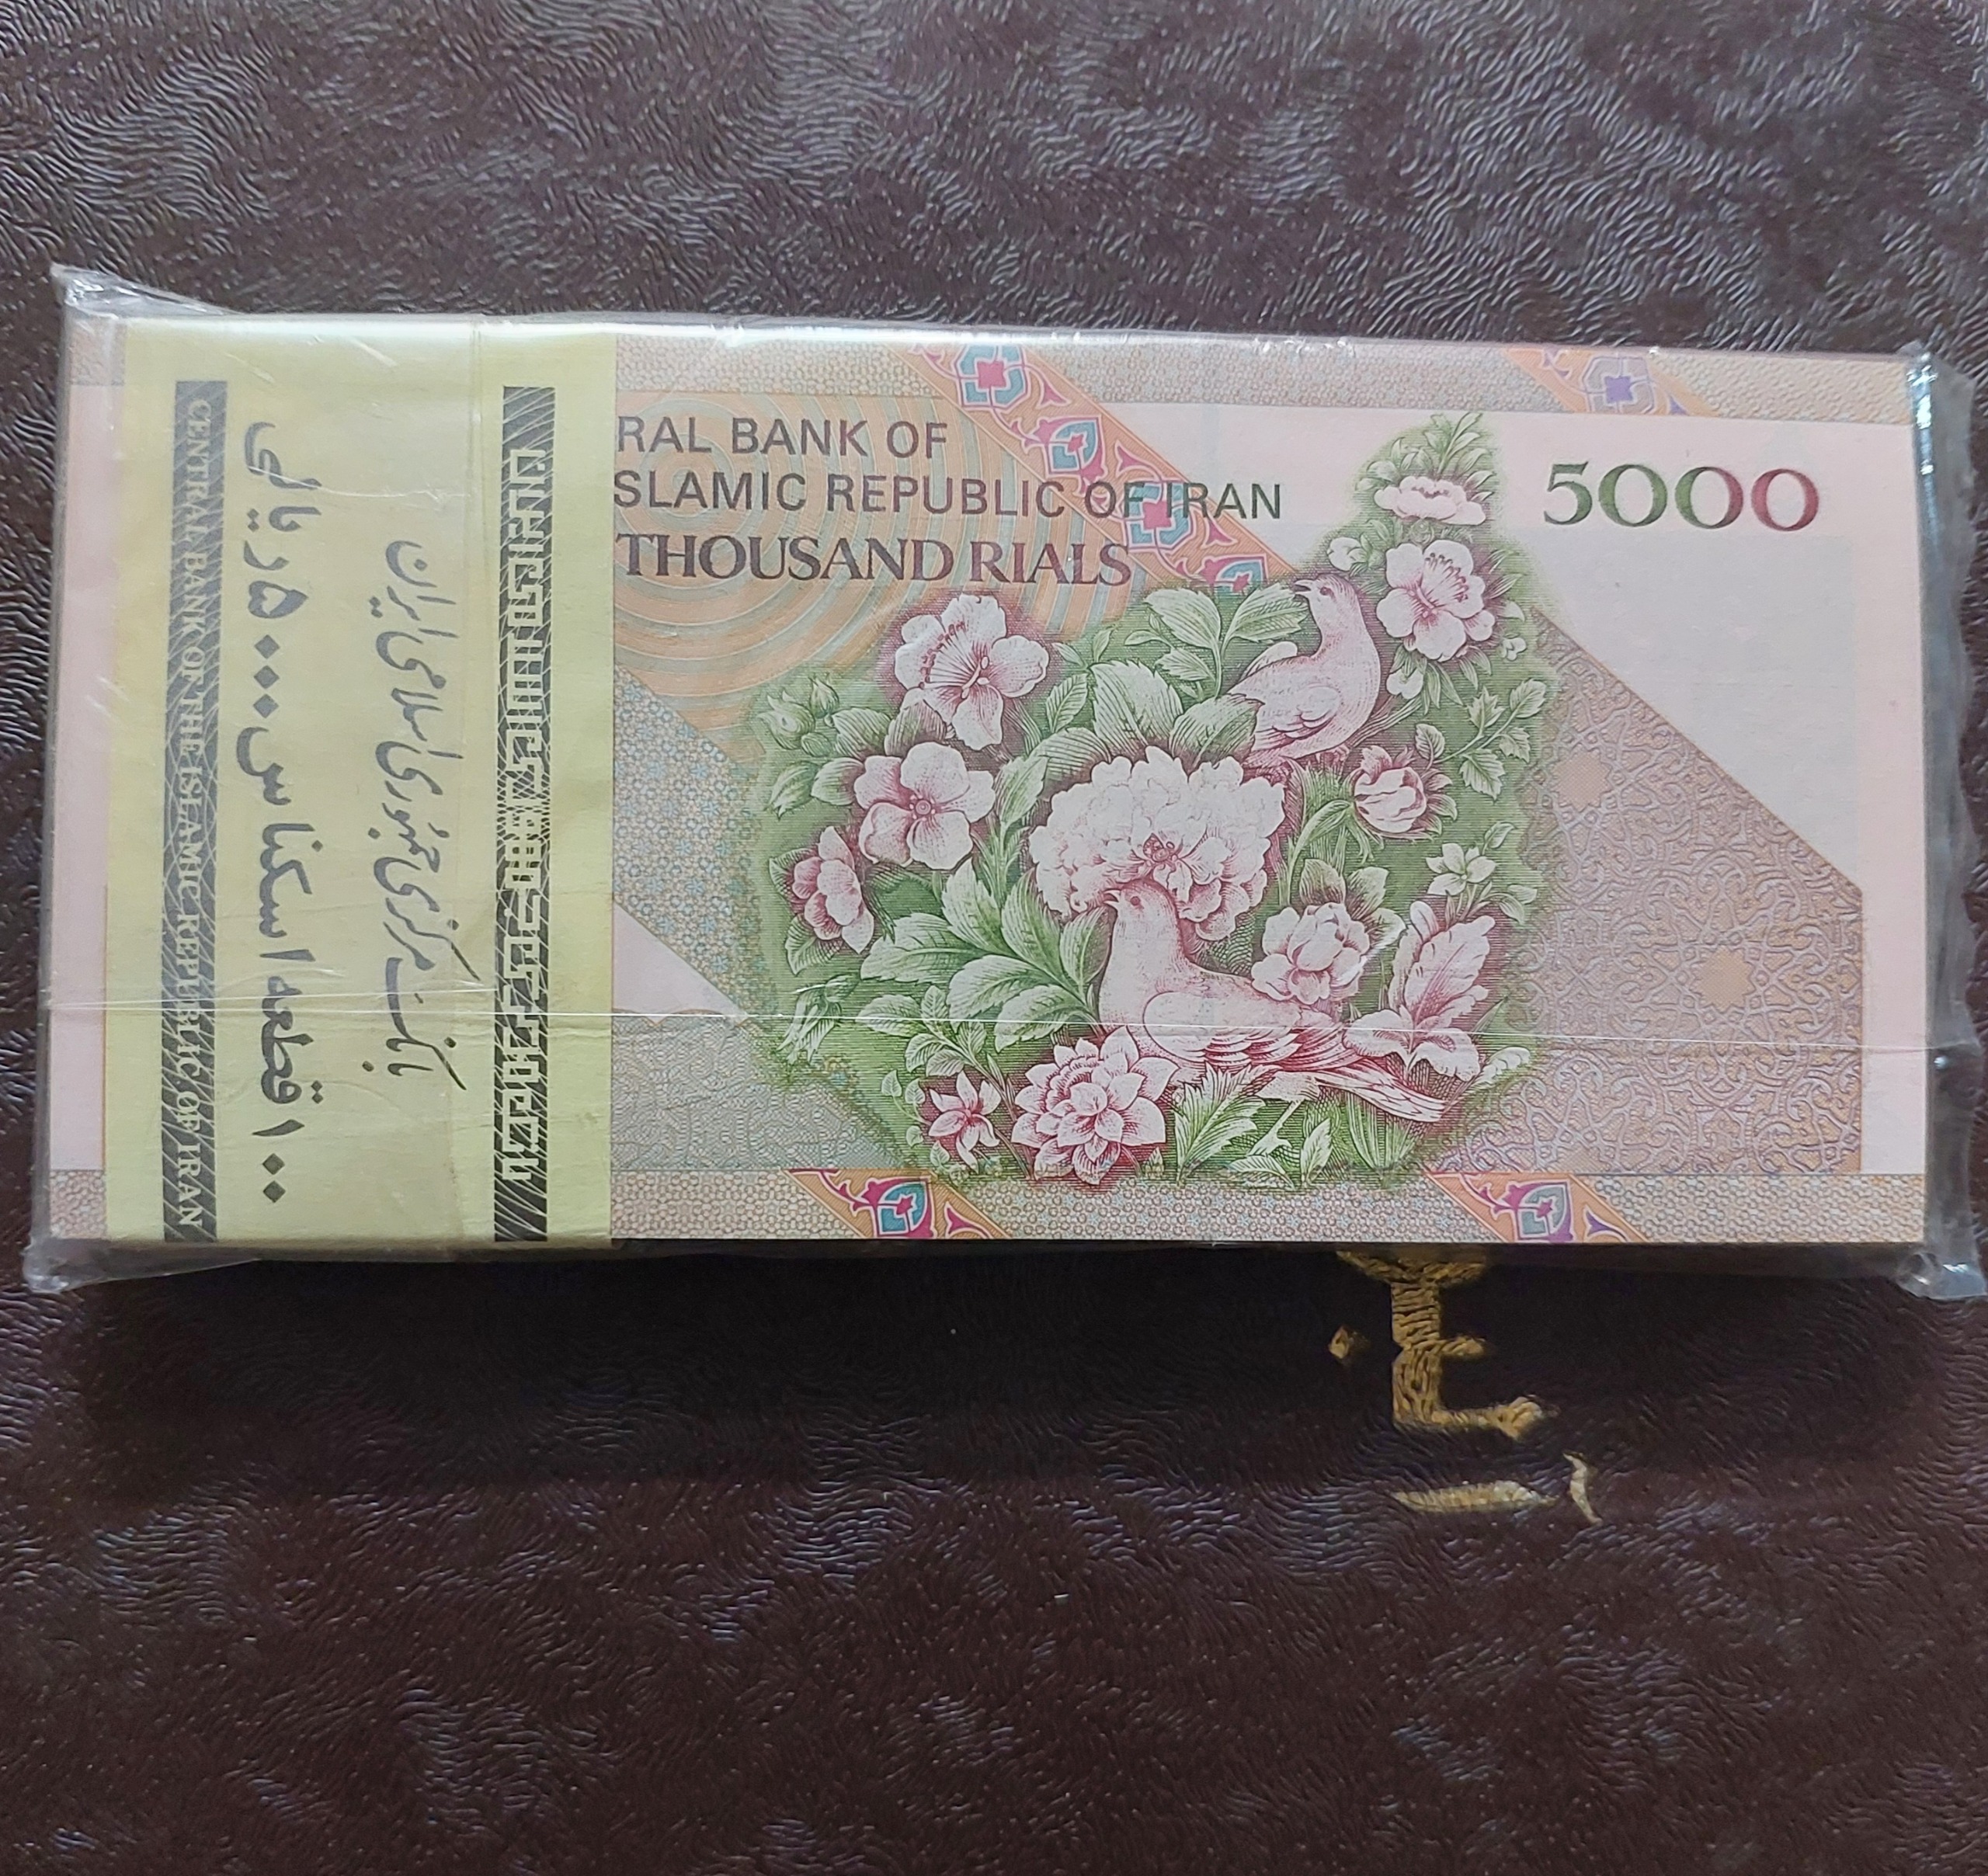 RAL BANK OF
SLAMIC REPUBLIC OF IRAN
THOUSAND RIALS
5000
بانک مرکزی جمهوری اسلامی ایران
۱۰۰ قطعه اسکناس ۵۰۰۰ ریالی
CENTRAL BANK OF THE ISLAMIC REPUBLIC OF IRAN